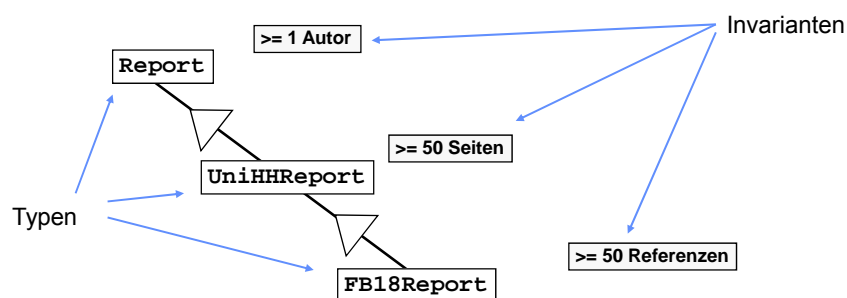 Invarianten
>= 1 Autor
Report
>= 50 Seiten
UniHHReport
Typen
>= 50 Referenzen
FB18Report